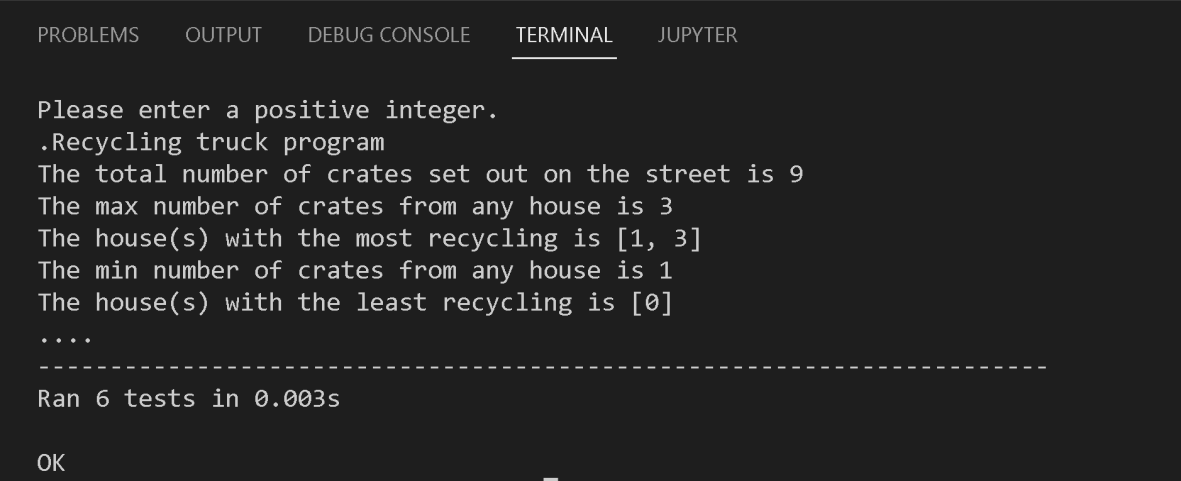 PROBLEMS OUTPUT DEBUG CONSOLE TERMINAL JUPYTER
Please enter a positive integer.
.Recycling truck program
The total number of crates set out on the street is 9
The max number of crates from any house is 3
The house(s) with the most recycling is [1, 3]
The min number of crates from any house is 1
The house(s) with the least recycling is [0]
....
----------------------------------------------------------------------
Ran 6 tests in 0.003s
OK